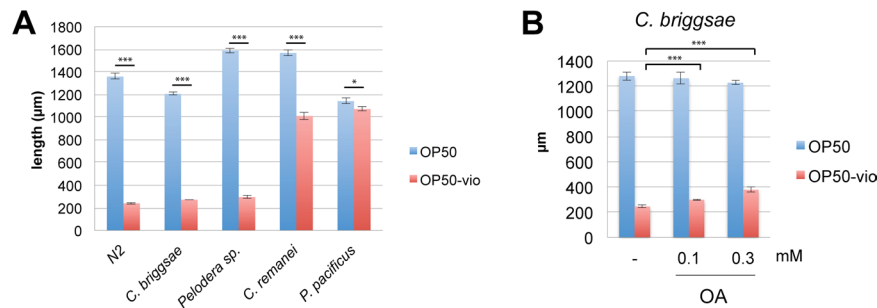 A
length (µm)
1800
1600
1400
1200
1000
800
600
400
200
0
***
***
***
***
*
N2
C. briggsae
Pelodera sp.
C. remanei
P. pacificus
OP50
OP50-vio
B
C. briggsae
***
***
µm
1400
1200
1000
800
600
400
200
0
- 0.1 0.3 mM
OA
OP50
OP50-vio